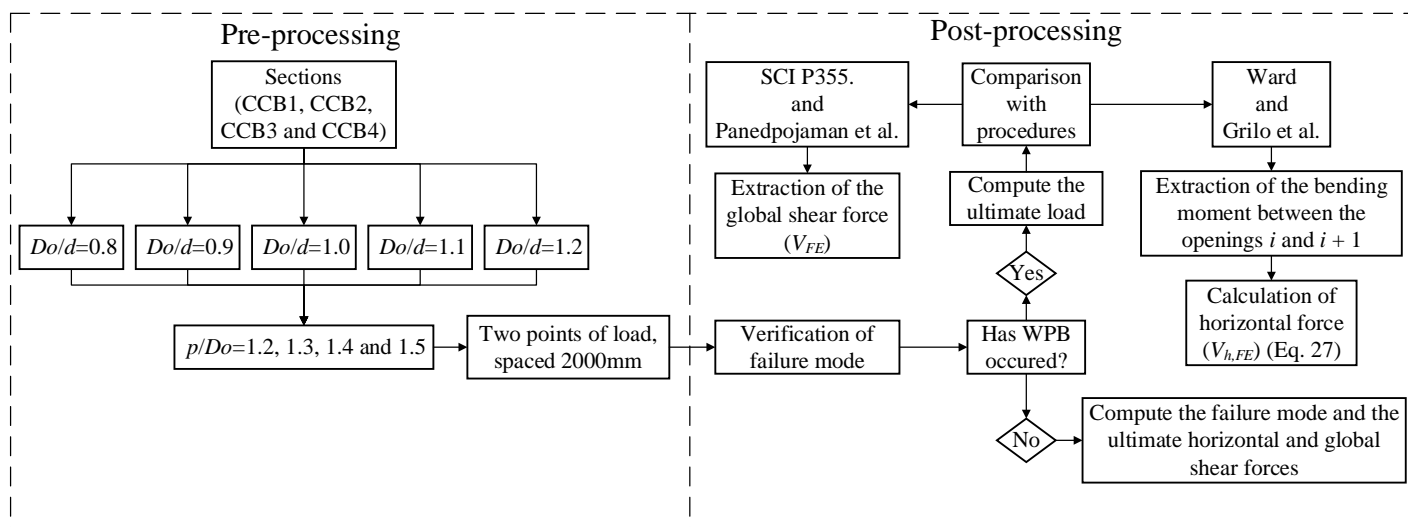 Pre-processing
Sections
(CCB1, CCB2,
CCB3 and CCB4)
Do/d=0.8
Do/d=0.9
Do/d=1.0
Do/d=1.1
Do/d=1.2
p/Do=1.2, 1.3, 1.4 and 1.5
Two points of load,
spaced 2000mm
Post-processing
SCI P355.
and
Panedpojaman et al.
Comparison
with
procedures
Ward
and
Grilo et al.
Extraction of the
global shear force
(VFE)
Compute the
ultimate load
Extraction of the bending
moment between the
openings i and i + 1
Yes
Calculation of
horizontal force
(Vh,FE) (Eq. 27)
Verification of
failure mode
Has WPB
occured?
No
Compute the failure mode and the
ultimate horizontal and global
shear forces